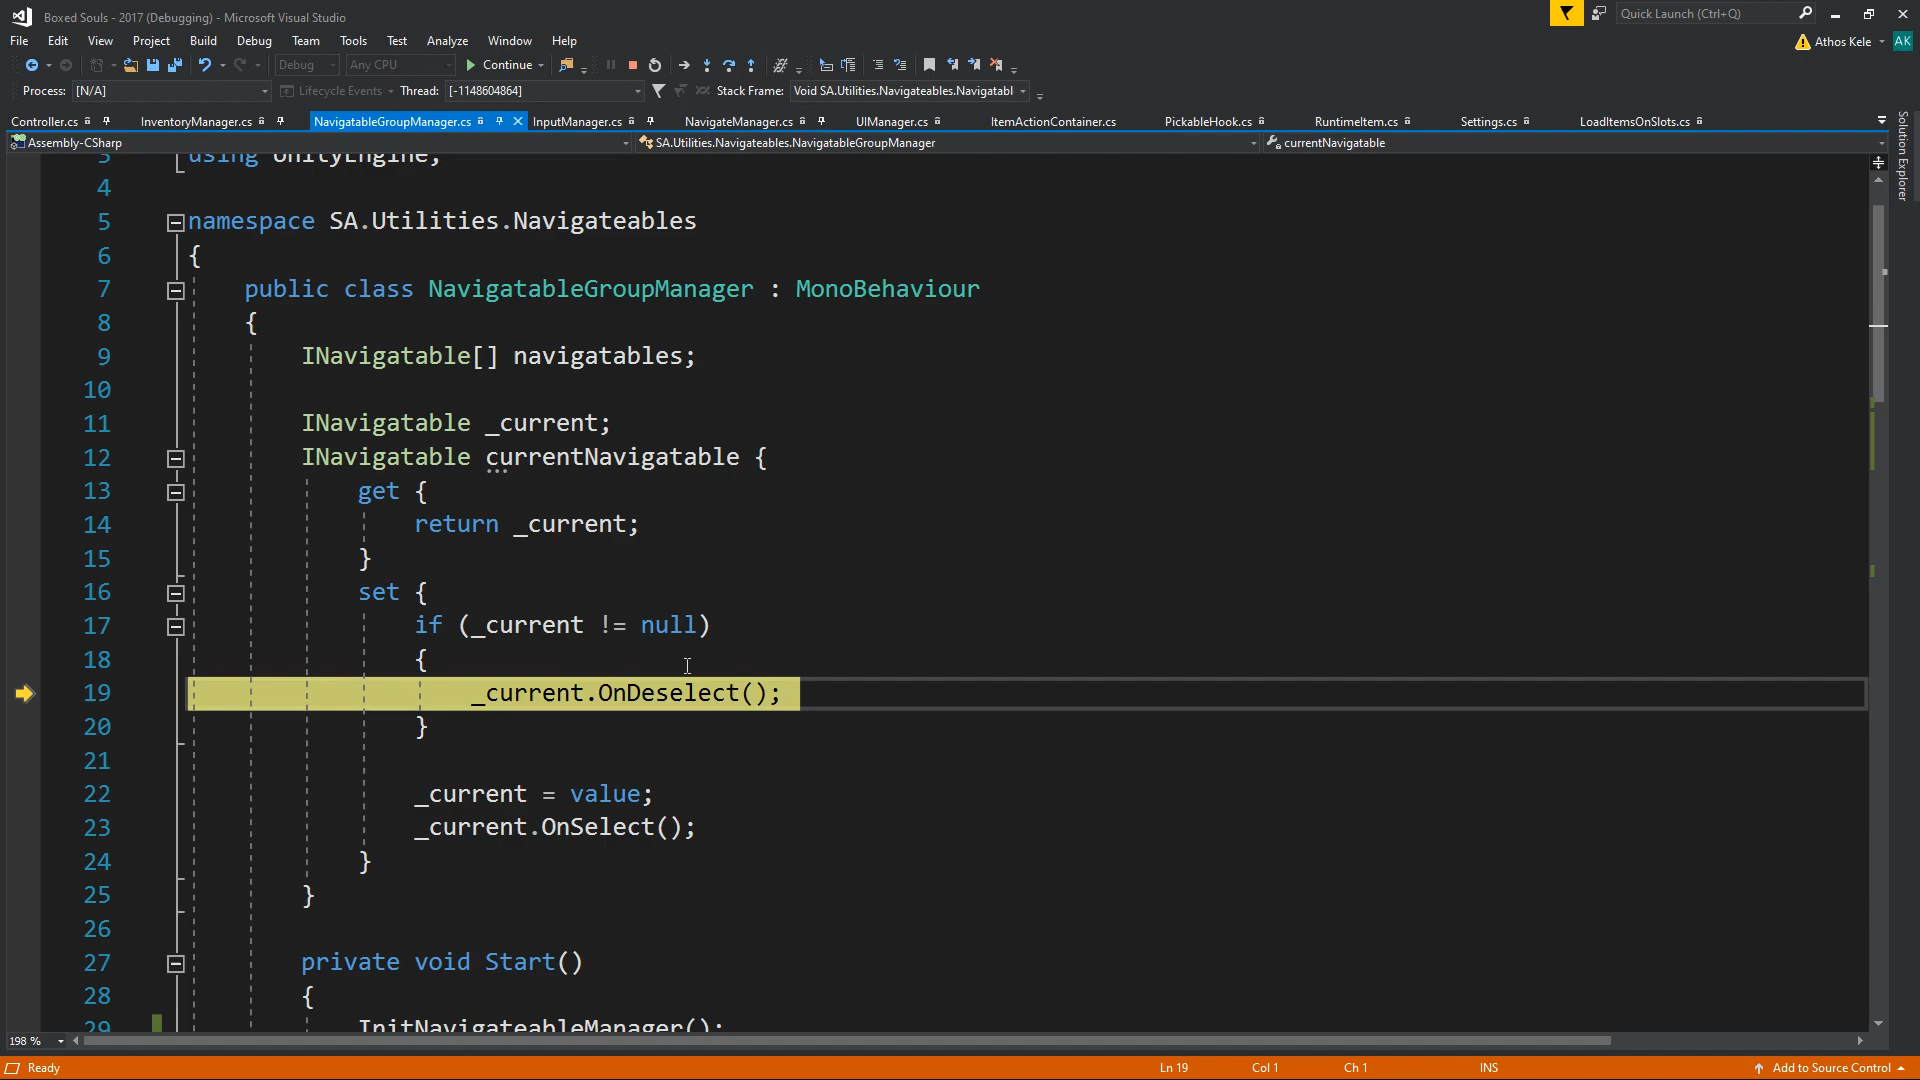 Boxed Souls - 2017 (Debugging) - Microsoft Visual Studio
Quick Launch (Ctrl+Q)
File Edit View Project Build Debug Team Tools Test Analyze Window Help
Athos Kele
AK
Debug Any CPU Continue
Process: [N/A] Lifecycle Events Thread: [-1148604864] Stack Frame: Void SA.Utilities.Navigateables.Navigatabl
Controller.cs InventoryManager.cs NavigatableGroupManager.cs InputManager.cs NavigateManager.cs UIManager.cs ItemActionContainer.cs PickableHook.cs RuntimeItem.cs Settings.cs LoadItemsOnSlots.cs
Solution Explorer
Assembly-CSharp SA.Utilities.Navigateables.NavigatableGroupManager currentNavigatable
3 using UnityEngine;
4
5 namespace SA.Utilities.Navigateables
6 {
7 public class NavigatableGroupManager : MonoBehaviour
8 {
9 INavigatable[] navigatables;
10
11 INavigatable _current;
12 INavigatable currentNavigatable {
13 get {
14 return _current;
15 }
16 set {
17 if (_current != null)
18 {
19 _current.OnDeselect();
20 }
21
22 _current = value;
23 _current.OnSelect();
24 }
25 }
26
27 private void Start()
28 {
29 InitNavigateableManager();
198 %
Ready Ln 19 Col 1 Ch 1 INS Add to Source Control